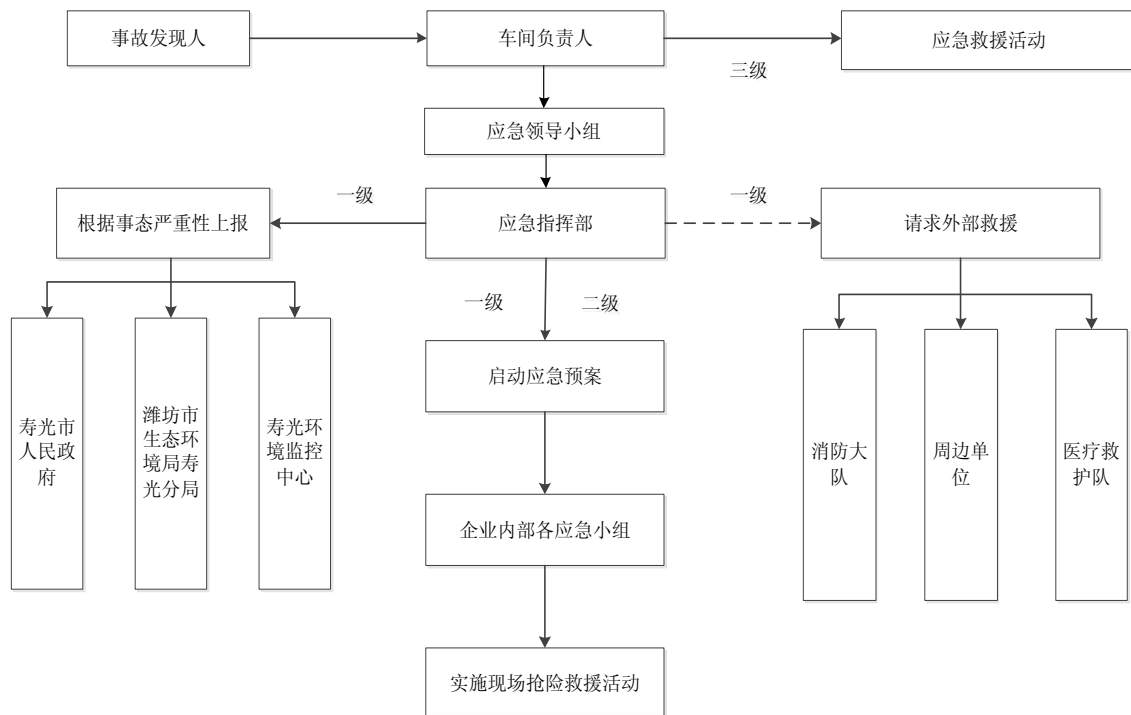 事故发现人
车间负责人
应急救援活动
三级
应急领导小组
一级
一级
根据事态严重性上报
应急指挥部
请求外部救援
一级
二级
启动应急预案
寿光市
人民政
府
潍坊市
生态环
境局寿
光分局
寿光环
境监控
中心
消防大
队
周边单
位
医疗救
护队
企业内部各应急小组
实施现场抢险救援活动